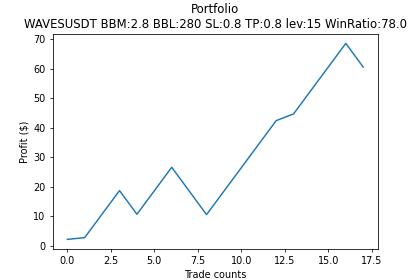 Portfolio
WAVESUSDT BBM:2.8 BBL:280 SL:0.8 TP:0.8 lev:15 WinRatio:78.0
70
60
50
40
30
20
10
0
Profit ($)
0.0 2.5 5.0 7.5 10.0 12.5 15.0 17.5
Trade counts